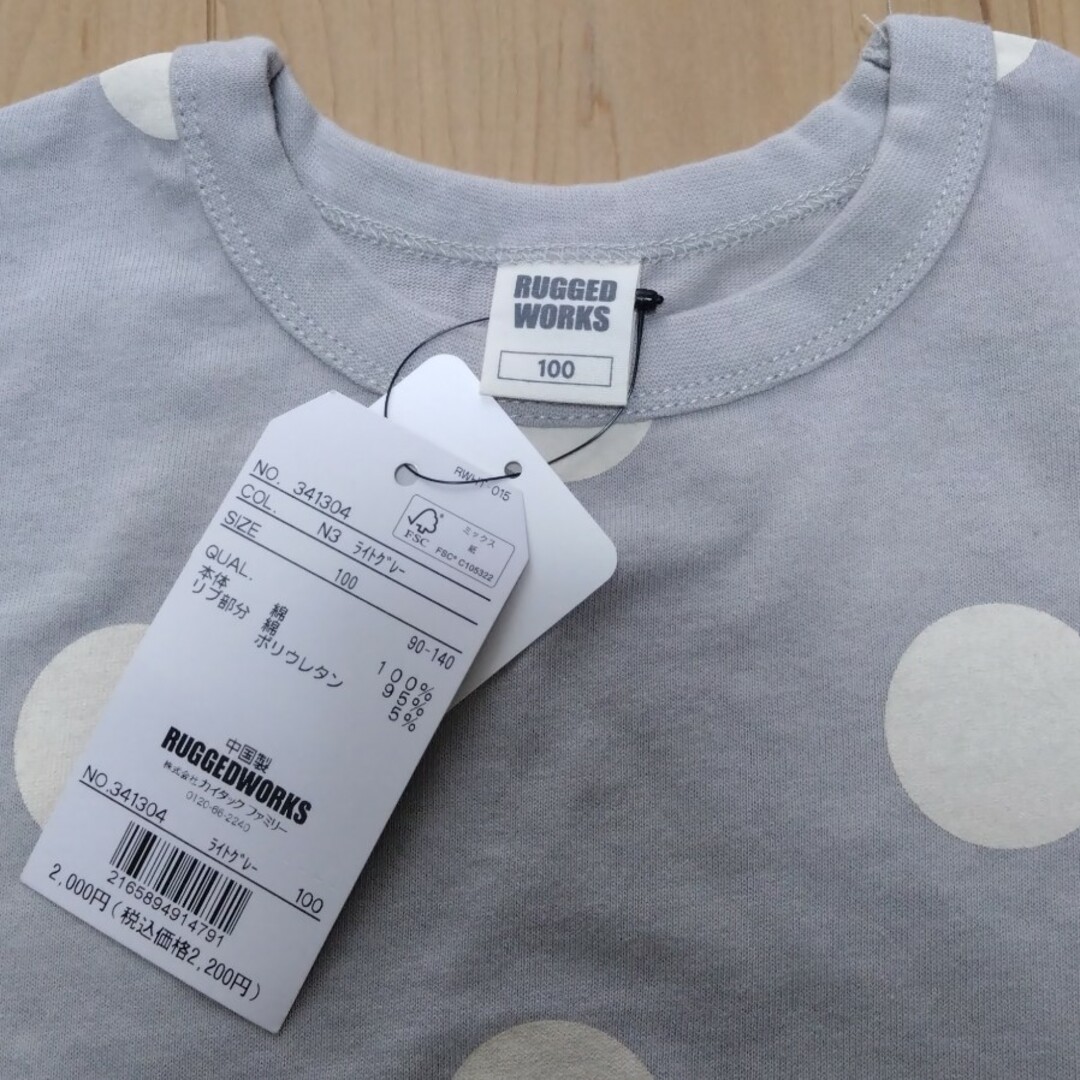 RUGGED
WORKS
100
RWHT-015
NO. 341304
COL. N3 ライトグレー
SIZE 100
90-140
ミックス
紙
FSC® C105322
FSC
QUAL.
本体 綿 100%
リブ部分 綿 95%
ポリウレタン 5%
中国製
RUGGEDWORKS
株式会社カイタック ファミリー
0120-66-2240
NO.341304
ライトグレー 100
2165894914791
2,000円(税込価格2,200円)